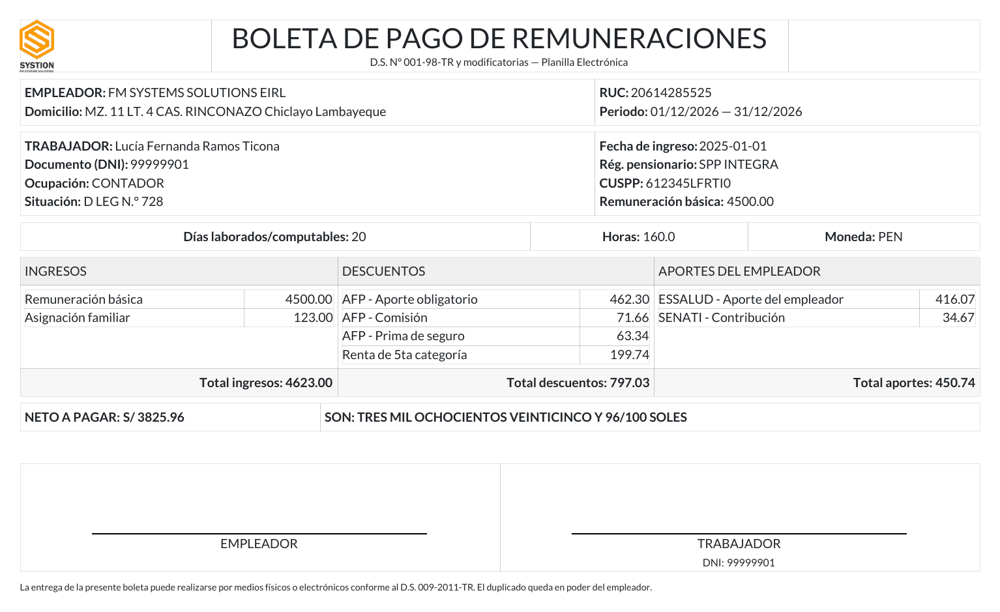 SYSTION
FM SYSTEMS SOLUTIONS
BOLETA DE PAGO DE REMUNERACIONES
D.S. N° 001-98-TR y modificatorias — Planilla Electrónica
EMPLEADOR: FM SYSTEMS SOLUTIONS EIRL
Domicilio: MZ. 11 LT. 4 CAS. RINCONAZO Chiclayo Lambayeque
RUC: 20614285525
Periodo: 01/12/2026 — 31/12/2026
TRABAJADOR: Lucía Fernanda Ramos Ticona
Documento (DNI): 99999901
Ocupación: CONTADOR
Situación: D LEG N.° 728
Fecha de ingreso: 2025-01-01
Rég. pensionario: SPP INTEGRA
CUSPP: 612345LFRTI0
Remuneración básica: 4500.00
Días laborados/computables: 20
Horas: 160.0
Moneda: PEN
INGRESOS
Remuneración básica 4500.00
Asignación familiar 123.00
Total ingresos: 4623.00
DESCUENTOS
AFP - Aporte obligatorio 462.30
AFP - Comisión 71.66
AFP - Prima de seguro 63.34
Renta de 5ta categoría 199.74
Total descuentos: 797.03
APORTES DEL EMPLEADOR
ESSALUD - Aporte del empleador 416.07
SENATI - Contribución 34.67
Total aportes: 450.74
NETO A PAGAR: S/ 3825.96
SON: TRES MIL OCHOCIENTOS VEINTICINCO Y 96/100 SOLES
EMPLEADOR
TRABAJADOR
DNI: 99999901
La entrega de la presente boleta puede realizarse por medios físicos o electrónicos conforme al D.S. 009-2011-TR. El duplicado queda en poder del empleador.